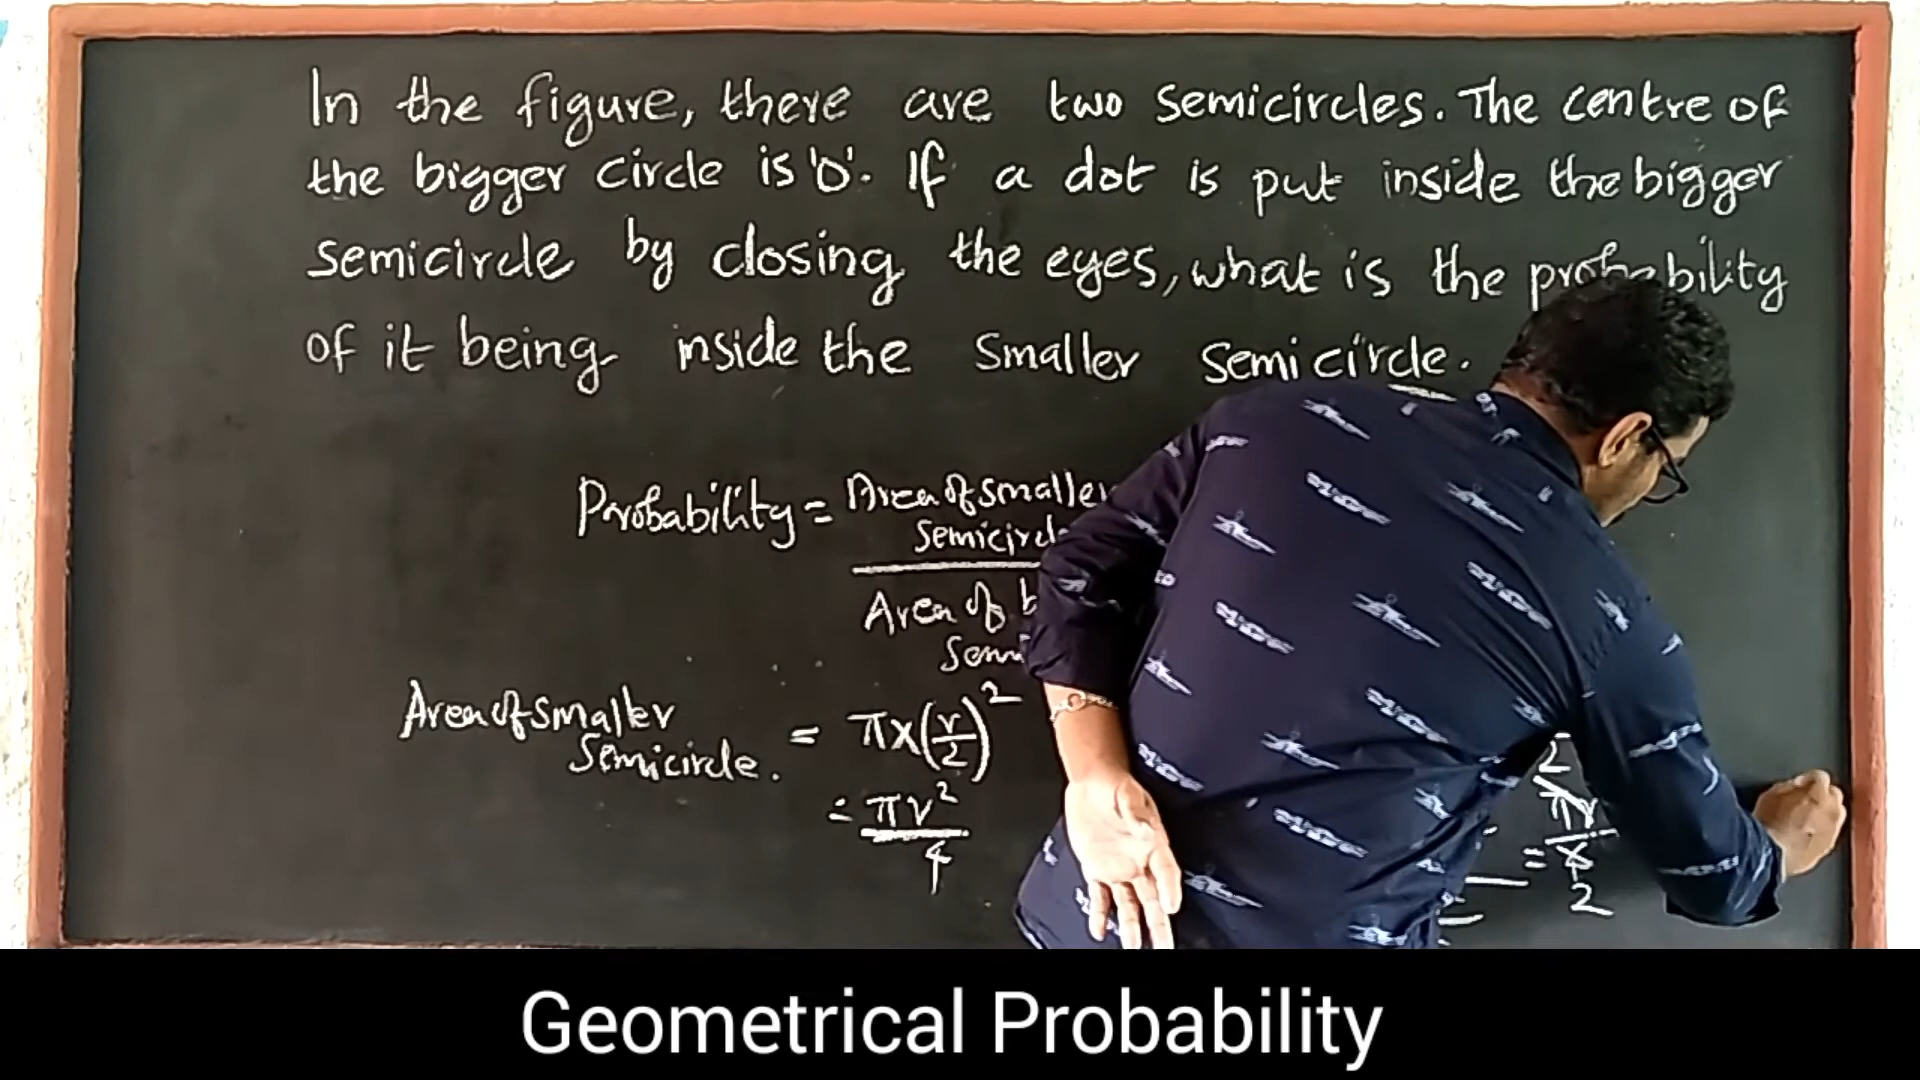 In the figure, there are two semicircles. The centre of
the bigger circle is 'O'. If a dot is put inside the bigger
semicircle by closing the eyes, what is the probability
of it being inside the smaller semicircle.
Probability = Area of smaller
semicircle
Area of
Area of smaller
Semicircle. = π×(r/2)²
= πr²/4
2
=
2
Geometrical Probability